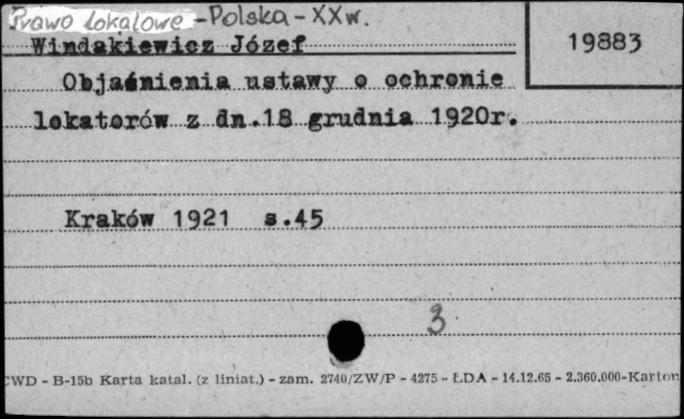 Prawo Lokalowe - Polska - XX w.
Windakiewicz Józef
19883
Objaśnienia ustawy o ochronie
lokatorów z dn.18 grudnia 1920r.
Kraków 1921 s.45
3
CWD - B-15b Karta katal. (z liniat.) - zam. 2740/ZW/P - 4275 - ŁDA - 14.12.65 - 2.360.000-Karton